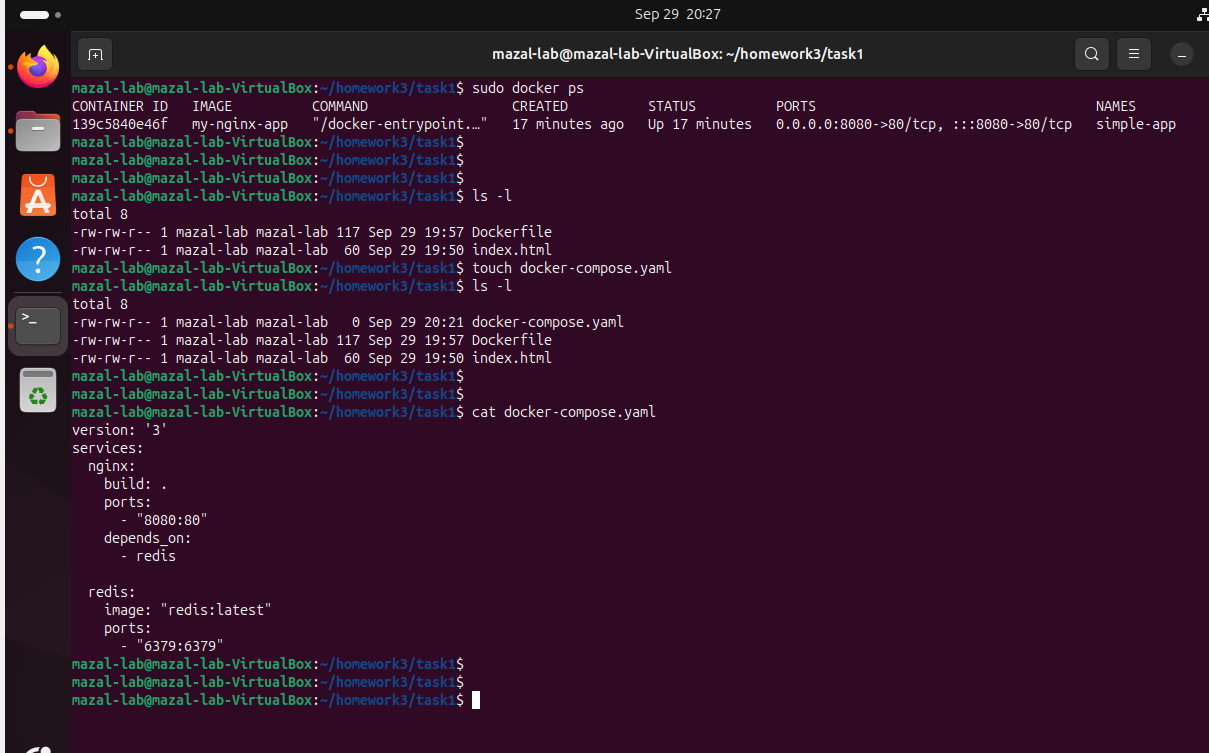 Sep 29 20:27
mazal-lab@mazal-lab-VirtualBox: ~/homework3/task1
mazal-lab@mazal-lab-VirtualBox:~/homework3/task1$ sudo docker ps
CONTAINER ID   IMAGE          COMMAND                  CREATED          STATUS          PORTS                                   NAMES
139c5840e46f   my-nginx-app   "/docker-entrypoint.…"   17 minutes ago   Up 17 minutes   0.0.0.0:8080->80/tcp, :::8080->80/tcp   simple-app
mazal-lab@mazal-lab-VirtualBox:~/homework3/task1$
mazal-lab@mazal-lab-VirtualBox:~/homework3/task1$
mazal-lab@mazal-lab-VirtualBox:~/homework3/task1$
mazal-lab@mazal-lab-VirtualBox:~/homework3/task1$ ls -l
total 8
-rw-rw-r-- 1 mazal-lab mazal-lab 117 Sep 29 19:57 Dockerfile
-rw-rw-r-- 1 mazal-lab mazal-lab  60 Sep 29 19:50 index.html
mazal-lab@mazal-lab-VirtualBox:~/homework3/task1$ touch docker-compose.yaml
mazal-lab@mazal-lab-VirtualBox:~/homework3/task1$ ls -l
total 8
-rw-rw-r-- 1 mazal-lab mazal-lab   0 Sep 29 20:21 docker-compose.yaml
-rw-rw-r-- 1 mazal-lab mazal-lab 117 Sep 29 19:57 Dockerfile
-rw-rw-r-- 1 mazal-lab mazal-lab  60 Sep 29 19:50 index.html
mazal-lab@mazal-lab-VirtualBox:~/homework3/task1$
mazal-lab@mazal-lab-VirtualBox:~/homework3/task1$
mazal-lab@mazal-lab-VirtualBox:~/homework3/task1$ cat docker-compose.yaml
version: '3'
services:
  nginx:
    build: .
    ports:
      - "8080:80"
    depends_on:
      - redis

  redis:
    image: "redis:latest"
    ports:
      - "6379:6379"
mazal-lab@mazal-lab-VirtualBox:~/homework3/task1$
mazal-lab@mazal-lab-VirtualBox:~/homework3/task1$
mazal-lab@mazal-lab-VirtualBox:~/homework3/task1$